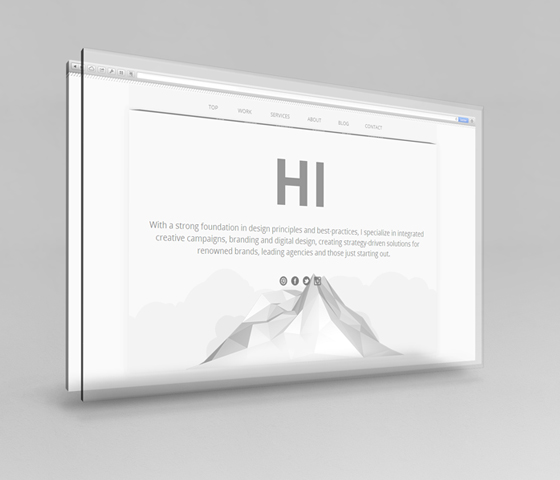 TOP WORK SERVICES ABOUT BLOG CONTACT
HI
With a strong foundation in design principles and best-practices, I specialize in integrated
creative campaigns, branding and digital design, creating strategy-driven solutions for
renowned brands, leading agencies and those just starting out.